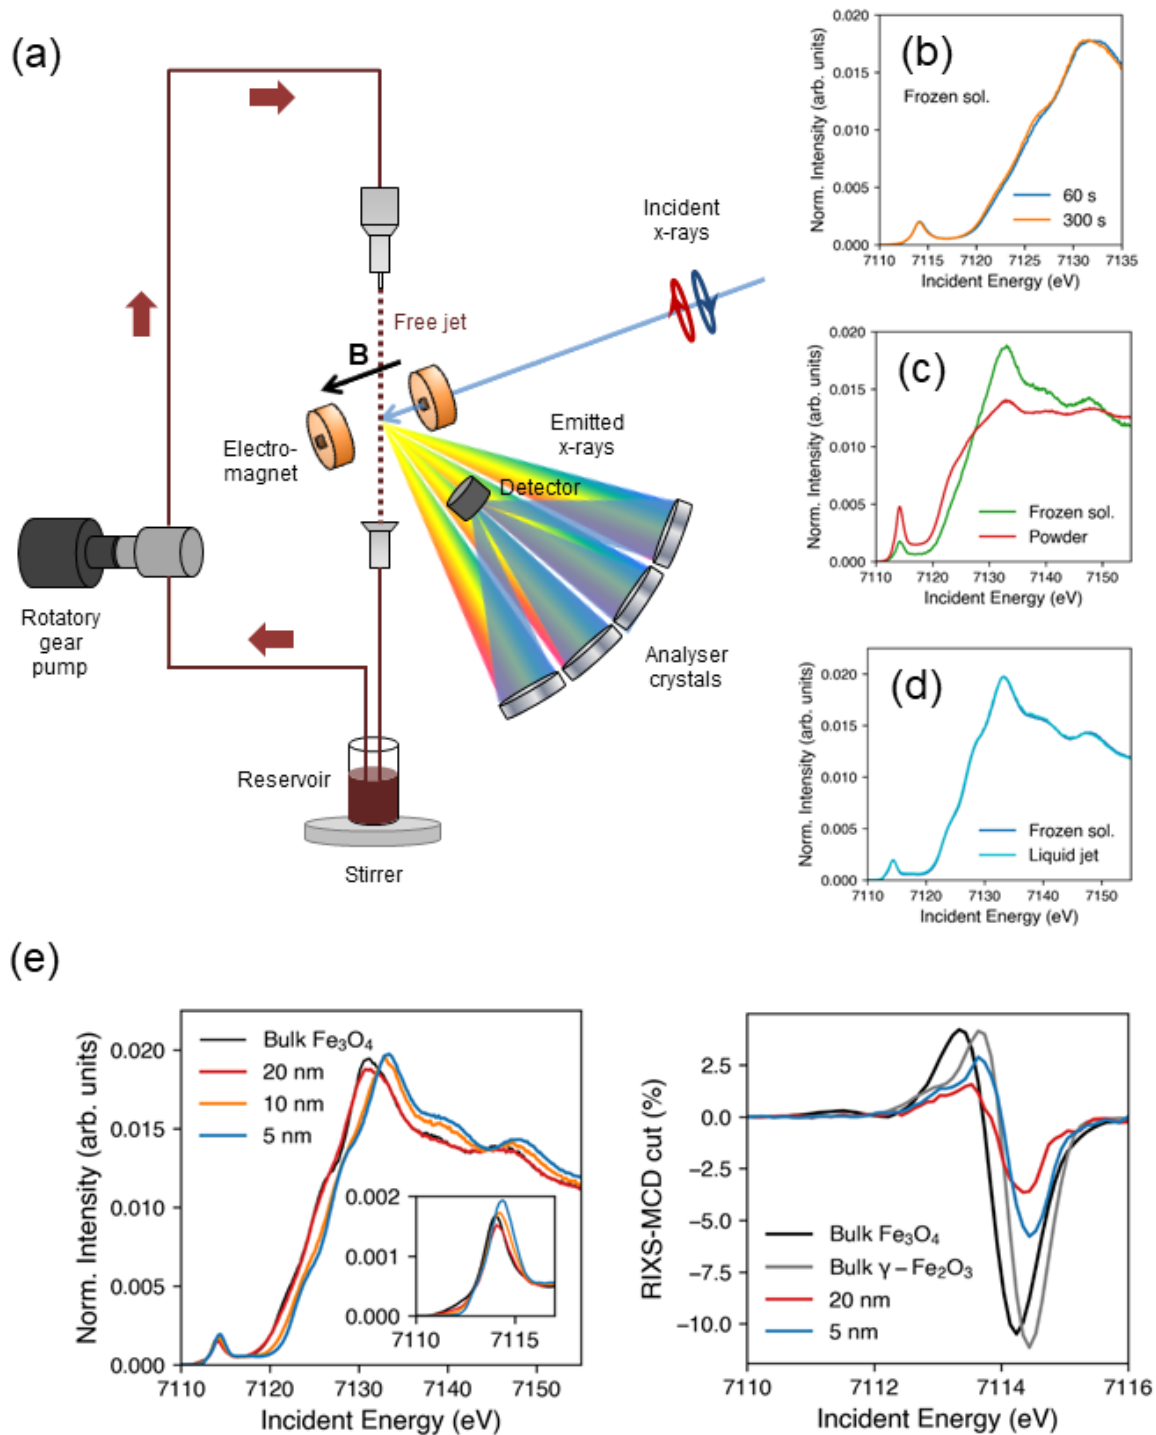 (a)
Incident
x-rays
Free jet
B
Electro-
magnet
Emitted
x-rays
Detector
Rotatory
gear
pump
Analyser
crystals
Reservoir
Stirrer
(b)
Frozen sol.
60 s
300 s
Norm. Intensity (arb. units)
0.020
0.015
0.010
0.005
0.000
7110 7115 7120 7125 7130 7135
Incident Energy (eV)
(c)
Frozen sol.
Powder
Norm. Intensity (arb. units)
0.020
0.015
0.010
0.005
0.000
7110 7120 7130 7140 7150
Incident Energy (eV)
(d)
Frozen sol.
Liquid jet
Norm. Intensity (arb. units)
0.020
0.015
0.010
0.005
0.000
7110 7120 7130 7140 7150
Incident Energy (eV)
(e)
Bulk Fe₃O₄
20 nm
10 nm
5 nm
Norm. Intensity (arb. units)
0.020
0.015
0.010
0.005
0.000
0.002
0.001
0.000
7110 7115
7110 7120 7130 7140 7150
Incident Energy (eV)
RIXS-MCD cut (%)
2.5
0.0
−2.5
−5.0
−7.5
−10.0
Bulk Fe₃O₄
Bulk γ – Fe₂O₃
20 nm
5 nm
7110 7112 7114 7116
Incident Energy (eV)